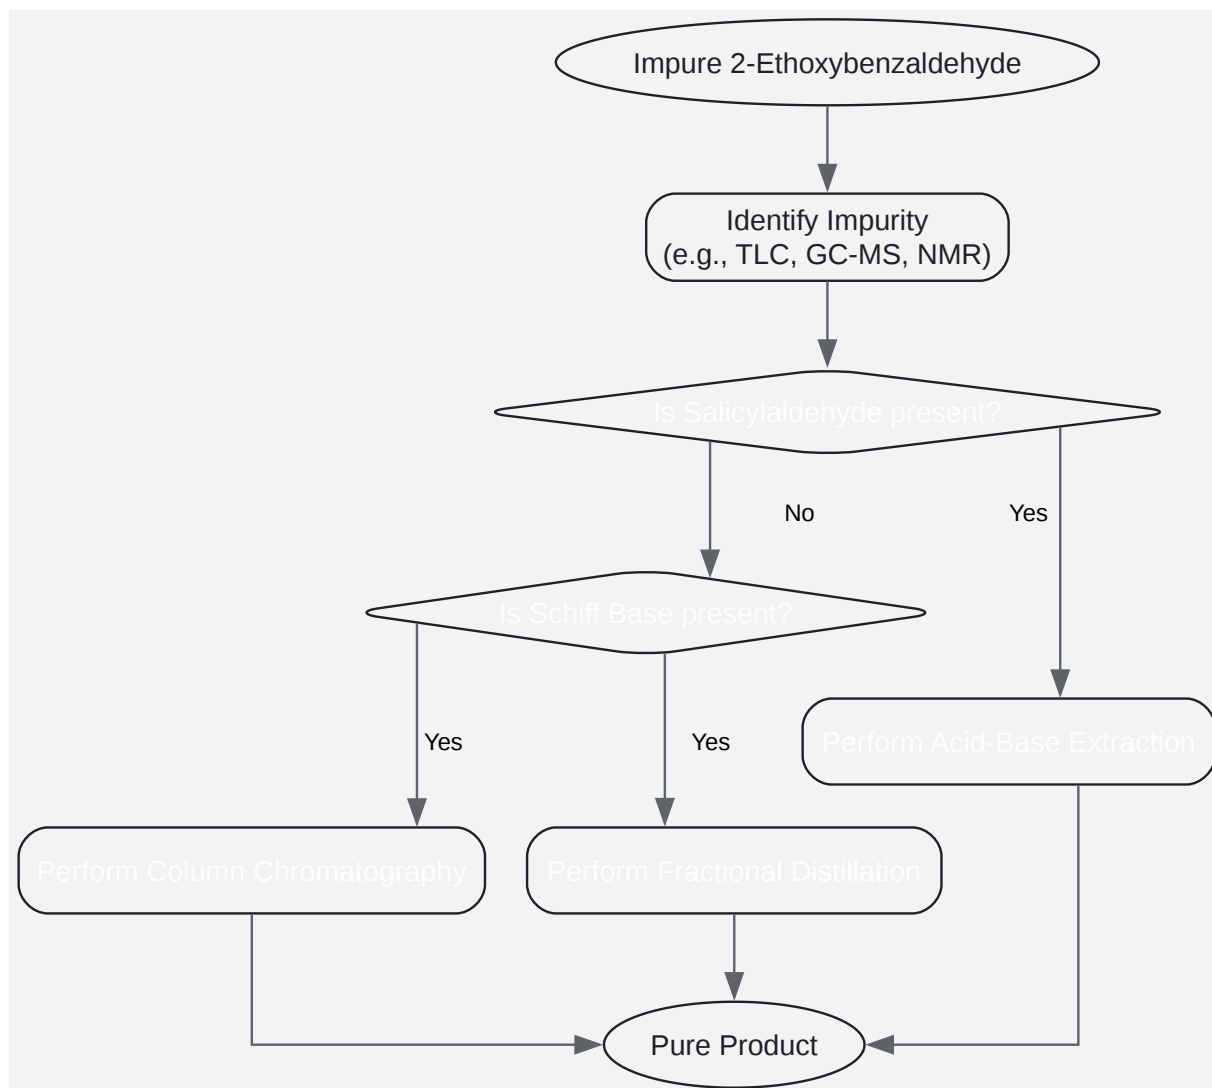 Impure 2-Ethoxybenzaldehyde
Identify Impurity
(e.g., TLC, GC-MS, NMR)
Is Salicylaldehyde present?
No
Yes
Is Schiff Base present?
Yes
Yes
Perform Acid-Base Extraction
Perform Column Chromatography
Perform Fractional Distillation
Pure Product